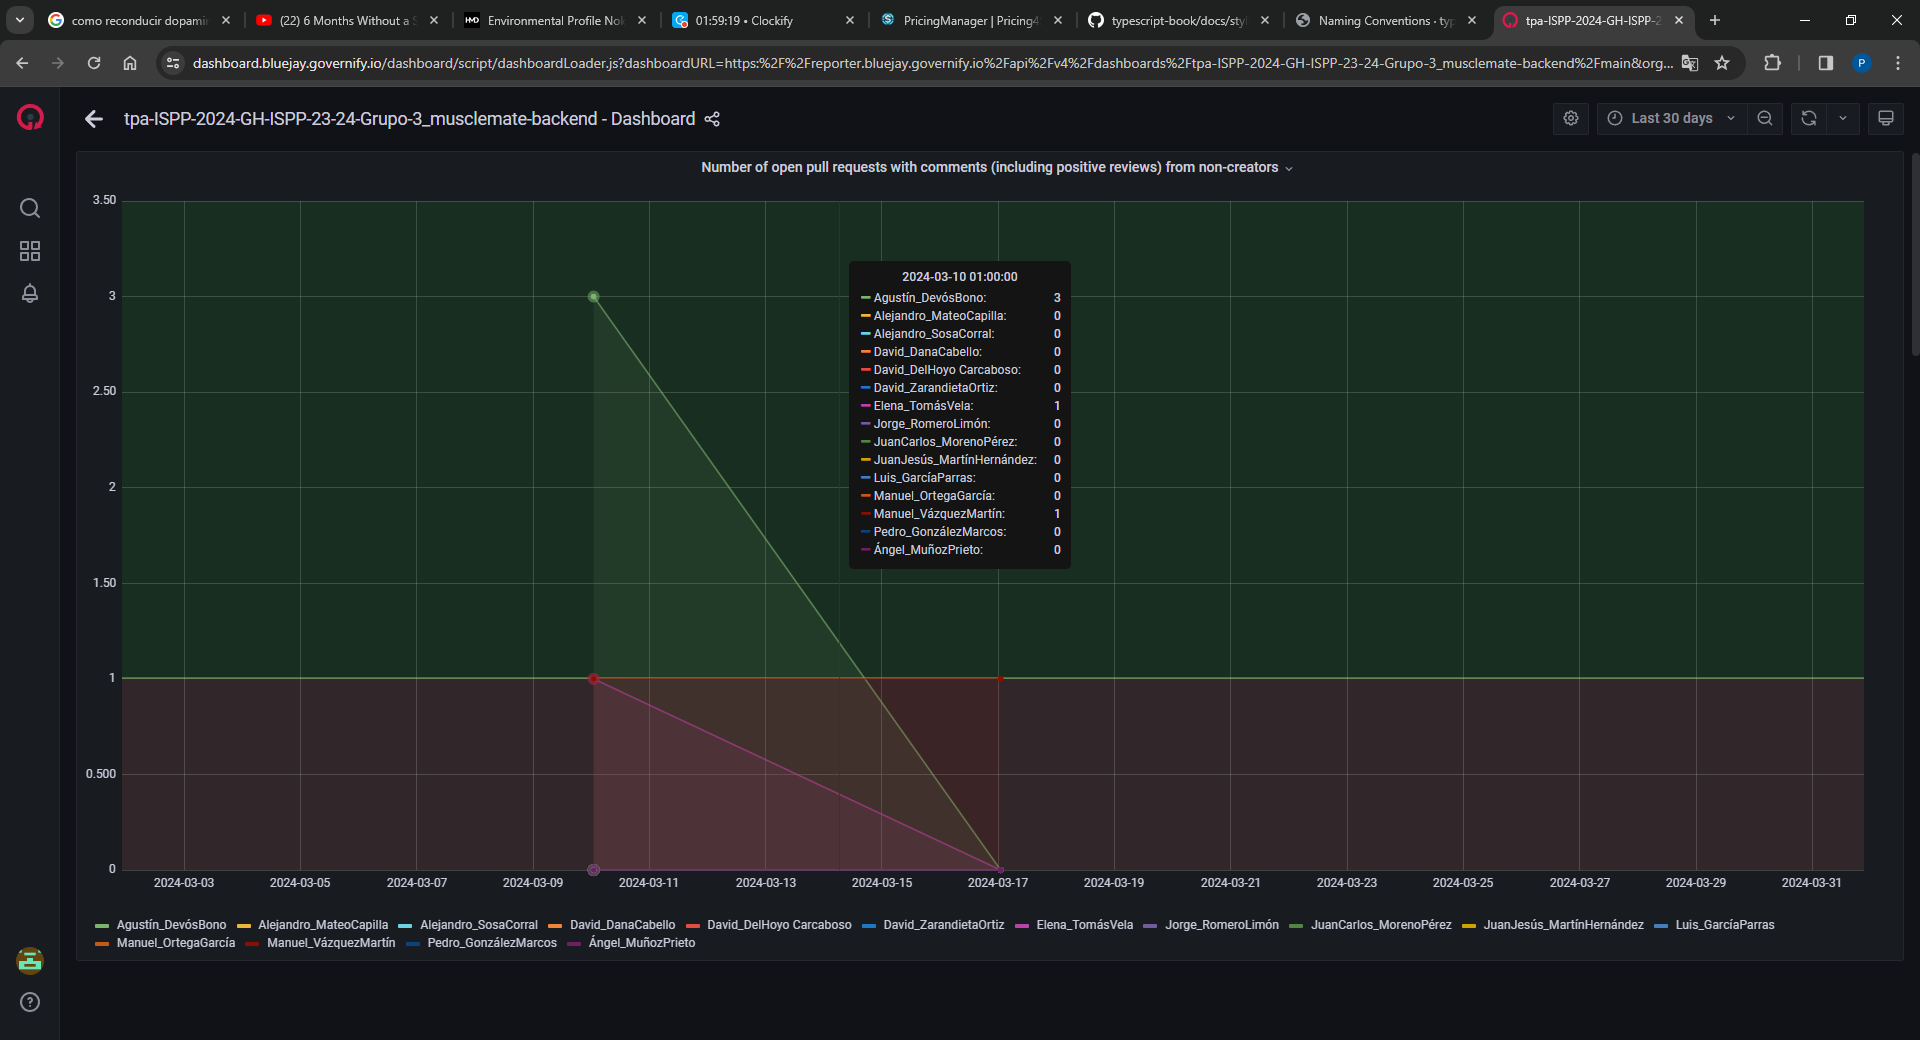 como reconducir dopami
(22) 6 Months Without a S
Environmental Profile Nok
01:59:19 • Clockify
PricingManager | Pricing4
typescript-book/docs/sty
Naming Conventions · typ
tpa-ISPP-2024-GH-ISPP-2
dashboard.bluejay.governify.io/dashboard/script/dashboardLoader.js?dashboardURL=https:%2F%2Freporter.bluejay.governify.io%2Fapi%2Fv4%2Fdashboards%2Ftpa-ISPP-2024-GH-ISPP-23-24-Grupo-3_musclemate-backend%2Fmain&org...
P
tpa-ISPP-2024-GH-ISPP-23-24-Grupo-3_musclemate-backend - Dashboard
Last 30 days
Number of open pull requests with comments (including positive reviews) from non-creators
3.50
3
2.50
2
1.50
1
0.500
0
2024-03-10 01:00:00
Agustín_DevósBono: 3
Alejandro_MateoCapilla: 0
Alejandro_SosaCorral: 0
David_DanaCabello: 0
David_DelHoyo Carcaboso: 0
David_ZarandietaOrtiz: 0
Elena_TomásVela: 1
Jorge_RomeroLimón: 0
JuanCarlos_MorenoPérez: 0
JuanJesús_MartínHernández: 0
Luis_GarcíaParras: 0
Manuel_OrtegaGarcía: 0
Manuel_VázquezMartín: 1
Pedro_GonzálezMarcos: 0
Ángel_MuñozPrieto: 0
2024-03-03 2024-03-05 2024-03-07 2024-03-09 2024-03-11 2024-03-13 2024-03-15 2024-03-17 2024-03-19 2024-03-21 2024-03-23 2024-03-25 2024-03-27 2024-03-29 2024-03-31
Agustín_DevósBono Alejandro_MateoCapilla Alejandro_SosaCorral David_DanaCabello David_DelHoyo Carcaboso David_ZarandietaOrtiz Elena_TomásVela Jorge_RomeroLimón JuanCarlos_MorenoPérez JuanJesús_MartínHernández Luis_GarcíaParras
Manuel_OrtegaGarcía Manuel_VázquezMartín Pedro_GonzálezMarcos Ángel_MuñozPrieto